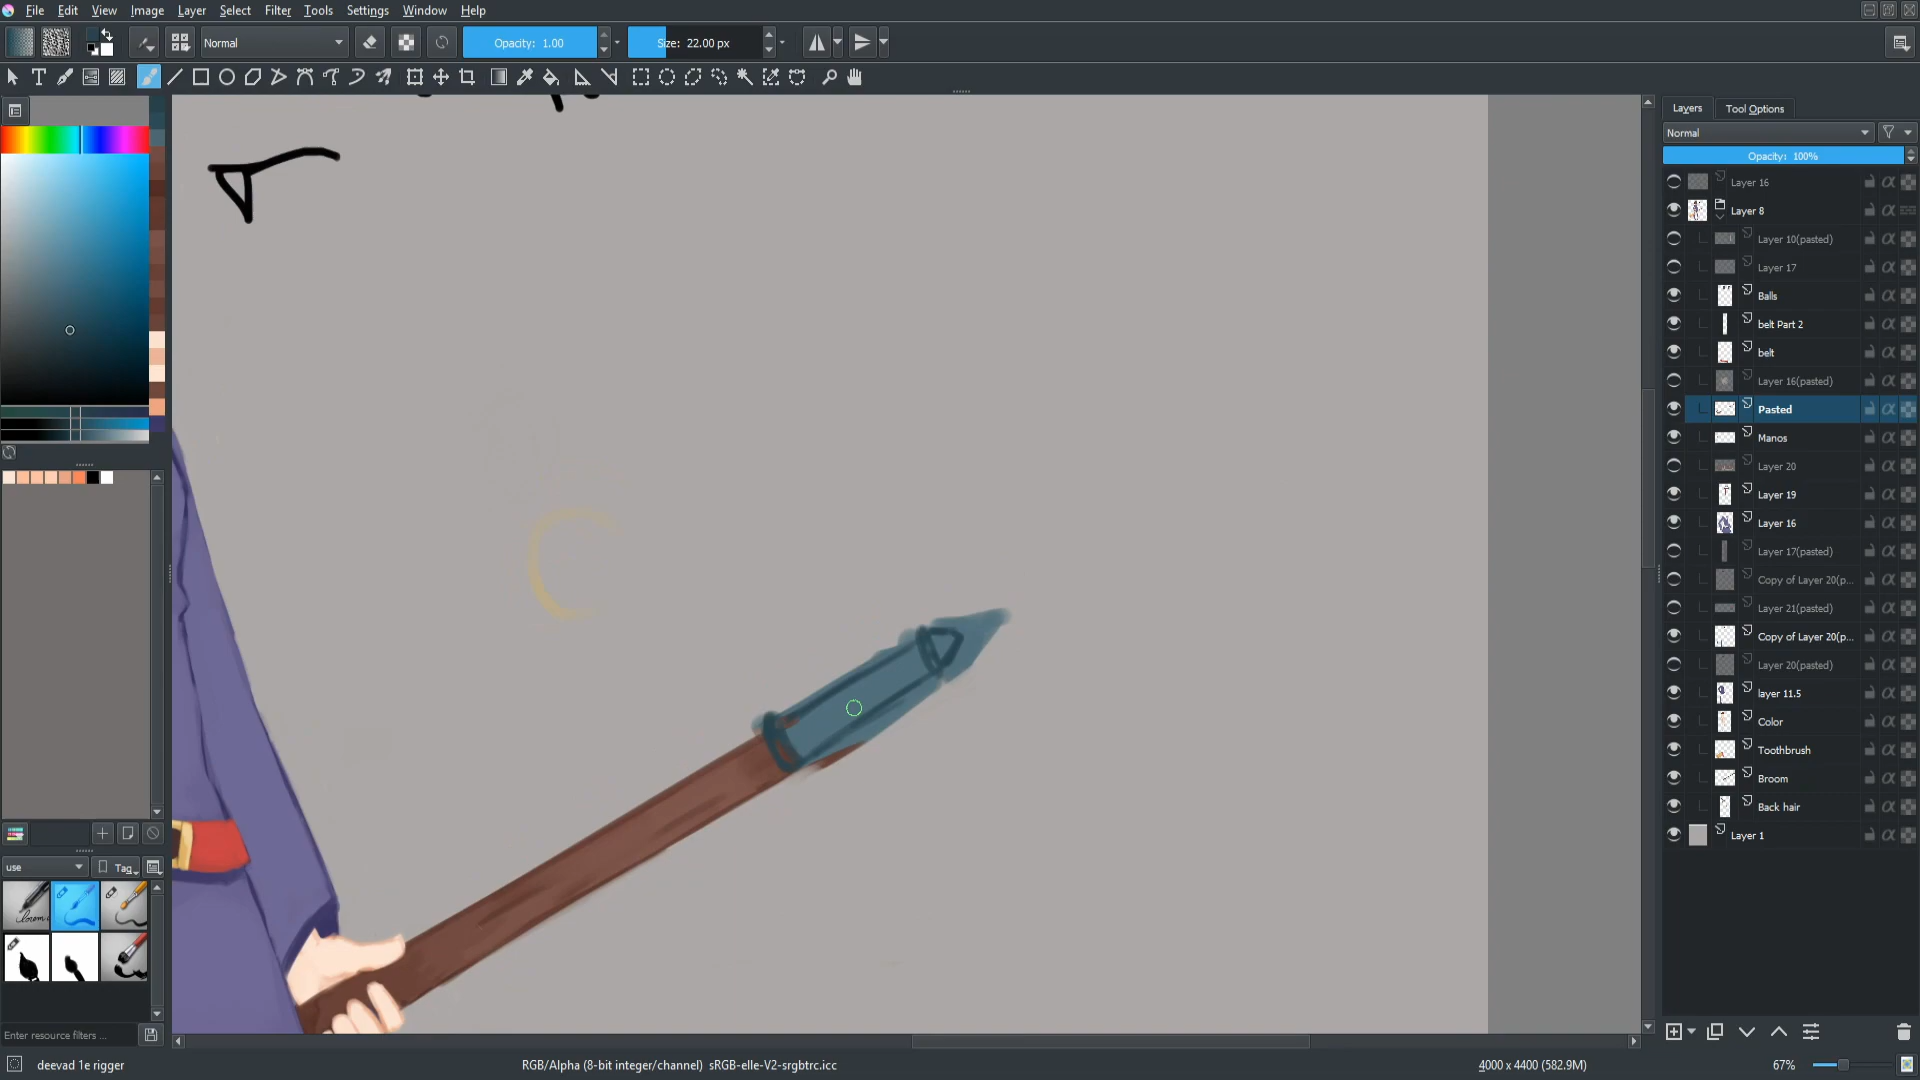 File Edit View Image Layer Select Filter Tools Settings Window Help
Normal
Opacity: 1.00
Size: 22.00 px
Layers
Tool Options
Normal
Opacity: 100%
Layer 16
Layer 8
Layer 10(pasted)
Layer 17
Balls
belt Part 2
belt
Layer 16(pasted)
Pasted
Manos
Layer 20
Layer 19
Layer 16
Layer 17(pasted)
Copy of Layer 20(p...
Layer 21(pasted)
Copy of Layer 20(p...
Layer 20(pasted)
layer 11.5
Color
Toothbrush
Broom
Back hair
Layer 1
use
Tag
Enter resource filters ...
deevad 1e rigger
RGB/Alpha (8-bit integer/channel) sRGB-elle-V2-srgbtrc.icc
4000 x 4400 (582.9M)
67%